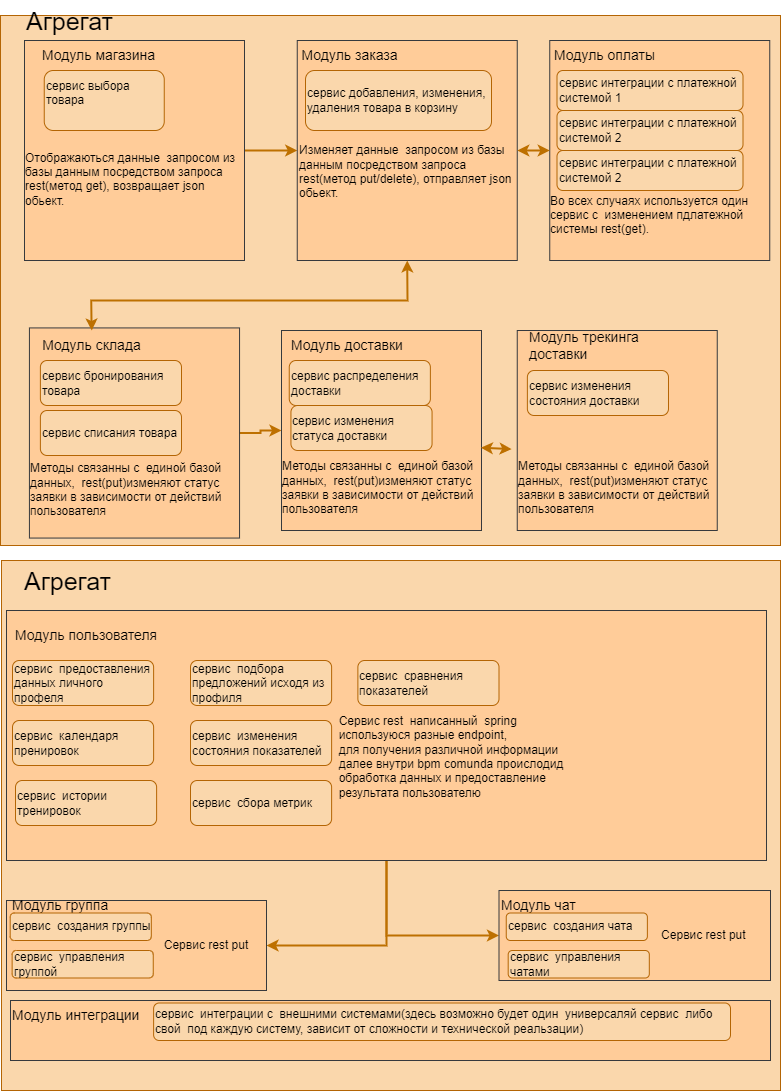 Агрегат
Модуль магазина
сервис выбора
товара
Отображаються данные запросом из
базы данным посредством запроса
rest(метод get), возвращает json
обьект.
Модуль заказа
сервис добавления, изменения,
удаления товара в корзину
Изменяет данные запросом из базы
данным посредством запроса
rest(метод put/delete), отправляет json
обьект.
Модуль оплаты
сервис интеграции с платежной
системой 1
сервис интеграции с платежной
системой 2
сервис интеграции с платежной
системой 2
Во всех случаях используется один
сервис с изменением пдлатежной
системы rest(get).
Модуль склада
сервис бронирования
товара
сервис списания товара
Методы связанны с единой базой
данных, rest(put)изменяют статус
заявки в зависимости от действий
пользователя
Модуль доставки
сервис распределения
доставки
сервис изменения
статуса доставки
Методы связанны с единой базой
данных, rest(put)изменяют статус
заявки в зависимости от действий
пользователя
Модуль трекинга
доставки
сервис изменения
состояния доставки
Методы связанны с единой базой
данных, rest(put)изменяют статус
заявки в зависимости от действий
пользователя
Агрегат
Модуль пользователя
сервис предоставления
данных личного
профеля
сервис подбора
предложений исходя из
профиля
сервис сравнения
показателей
сервис календаря
пренировок
сервис изменения
состояния показателей
Сервис rest написанный spring
используюся разные endpoint,
для получения различной информации
далее внутри bpm comunda проислодид
обработка данных и предоставление
результата пользователю
сервис истории
тренировок
сервис сбора метрик
Модуль группа
сервис создания группы
сервис управления
группой
Сервис rest put
Модуль чат
сервис создания чата
сервис управления
чатами
Сервис rest put
Модуль интеграции
сервис интеграции с внешними системами(здесь возможно будет один универсаляй сервис либо
свой под каждую систему, зависит от сложности и технической реальзации)